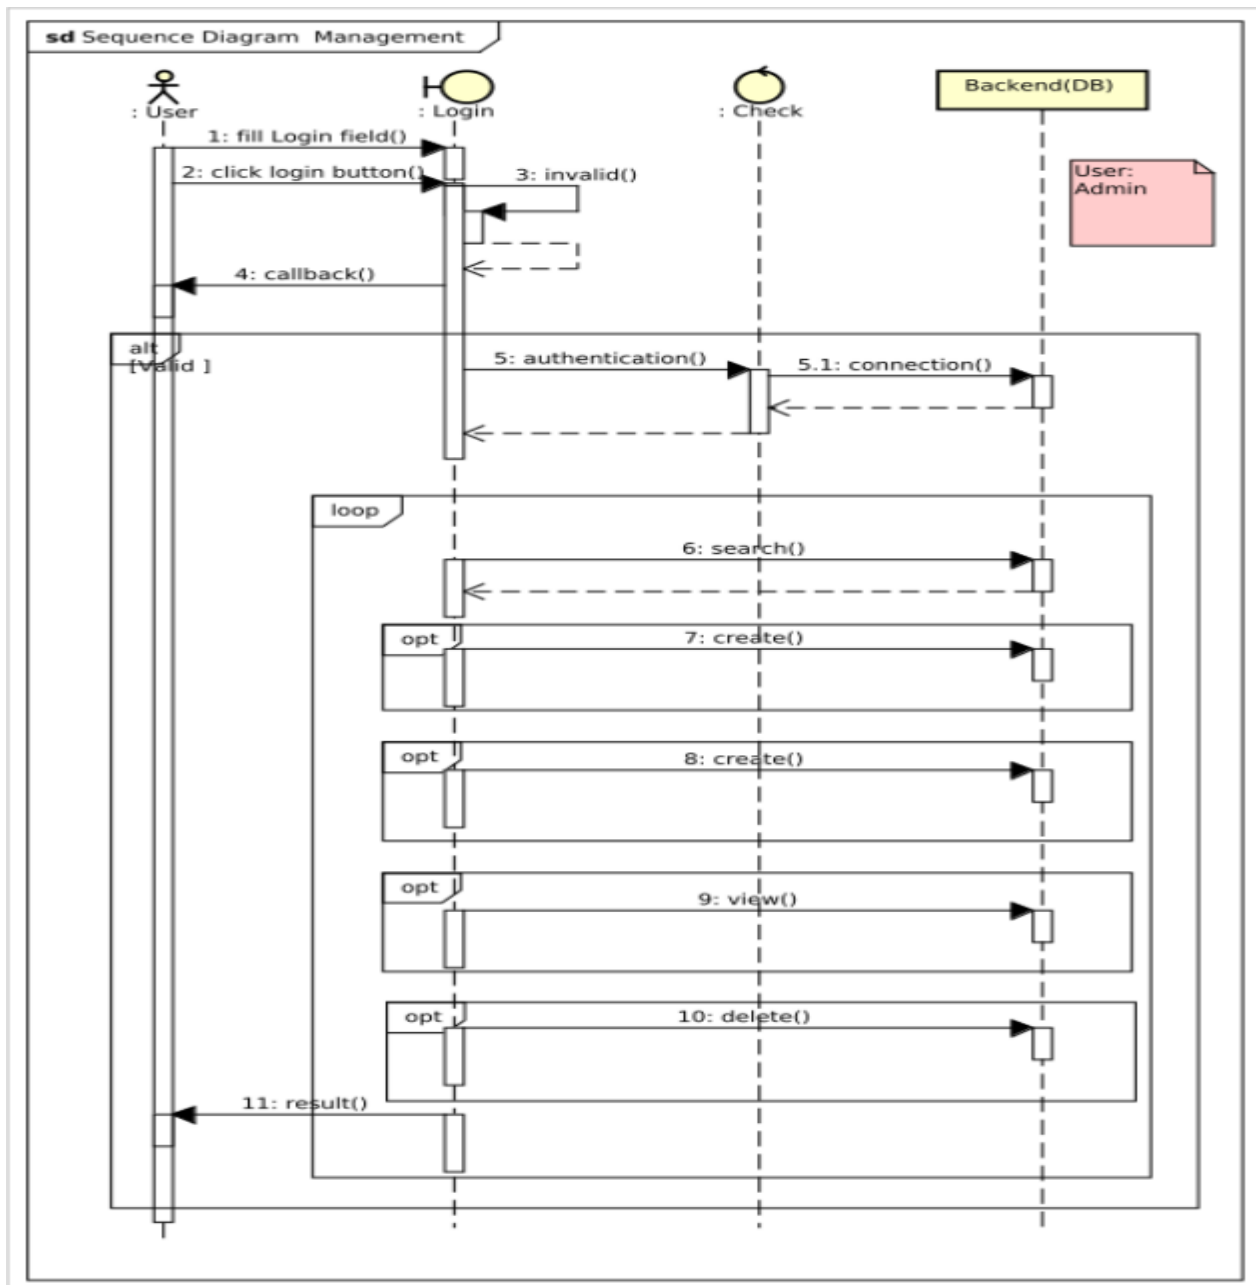 sd Sequence Diagram Management
: User
: Login
: Check
Backend(DB)
1: fill Login field()
User:
Admin
2: click login button()
3: invalid()
4: callback()
alt
[Valid ]
5: authentication()
5.1: connection()
loop
6: search()
opt
7: create()
opt
8: create()
opt
9: view()
opt
10: delete()
11: result()